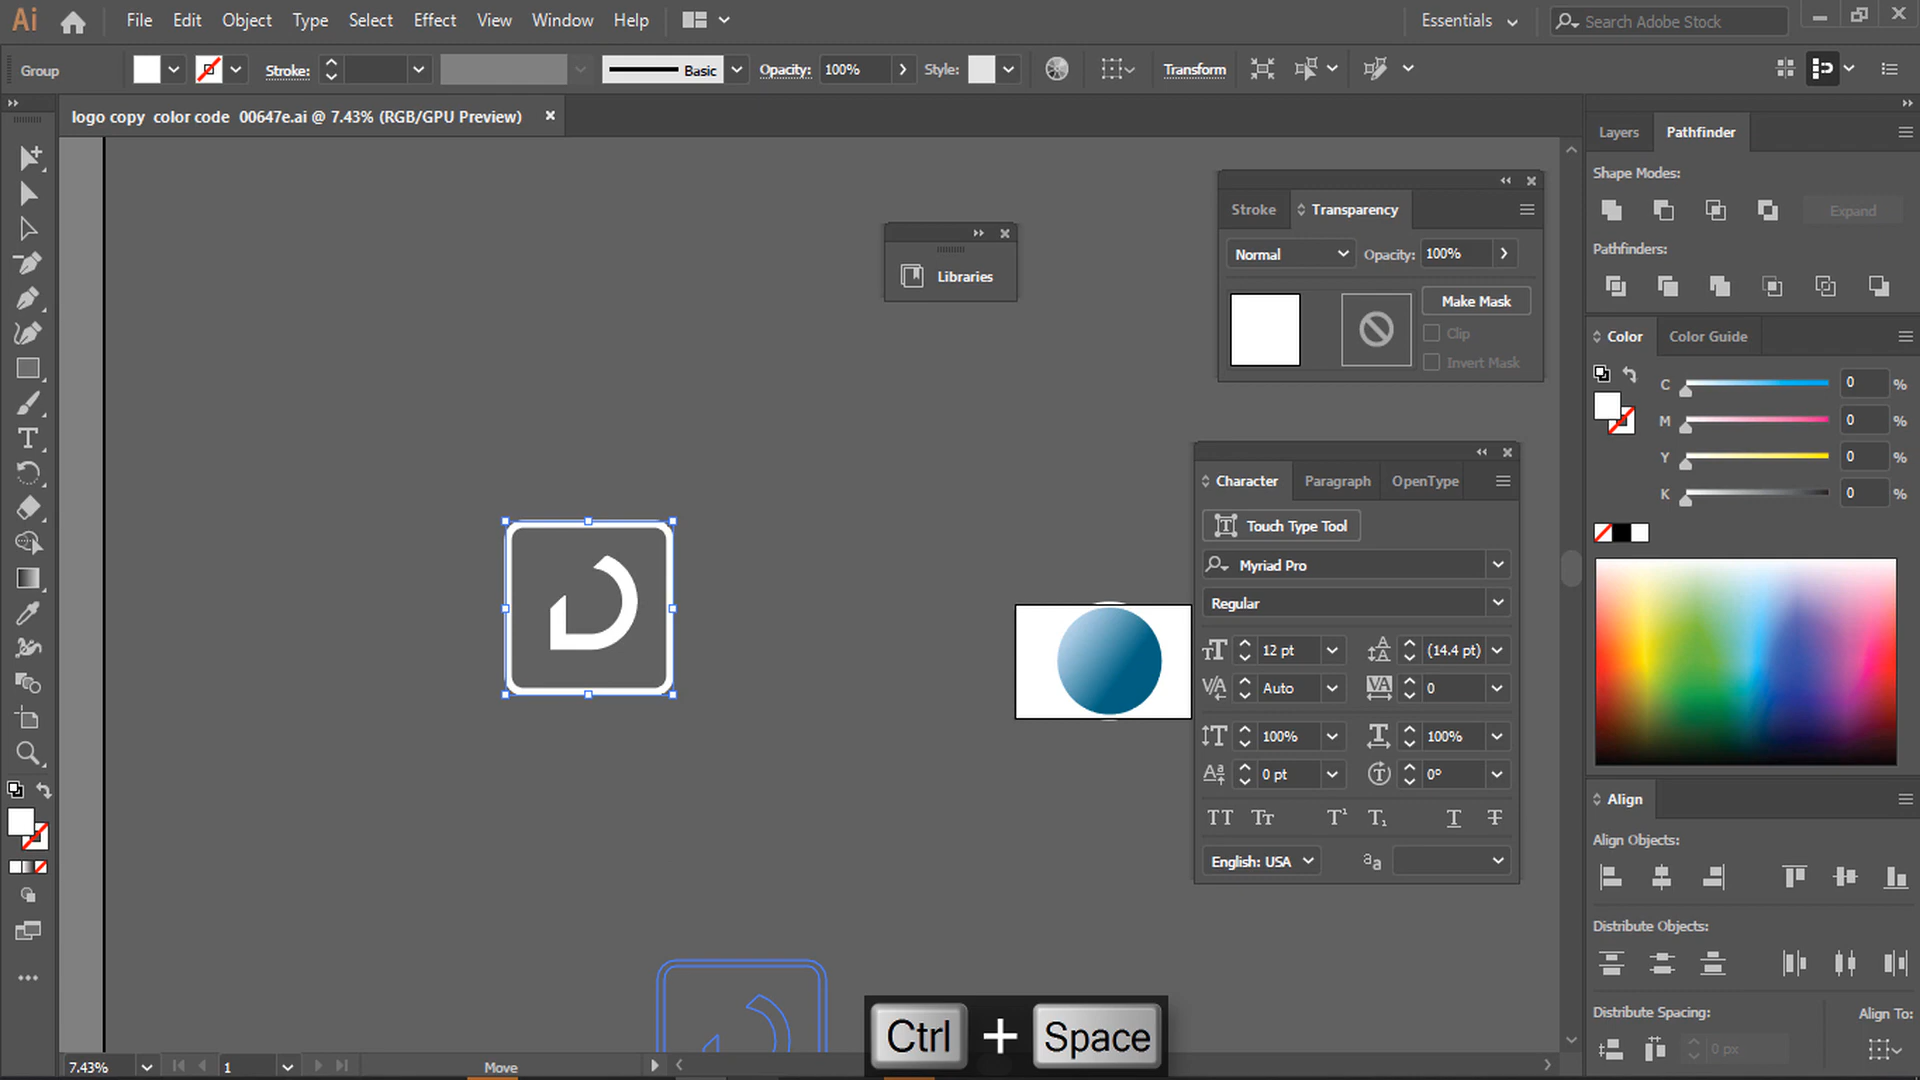 Ai File Edit Object Type Select Effect View Window Help Essentials Search Adobe Stock
Group Stroke: Basic Opacity: 100% Style: Transform
logo copy color code 00647e.ai @ 7.43% (RGB/GPU Preview)
Layers Pathfinder
Shape Modes:
Expand
Pathfinders:
Libraries
Stroke Transparency
Normal Opacity: 100%
Make Mask
Clip
Invert Mask
Color Color Guide
C 0 %
M 0 %
Y 0 %
K 0 %
Character Paragraph OpenType
Touch Type Tool
Myriad Pro
Regular
12 pt (14.4 pt)
Auto 0
100% 100%
0 pt 0°
English: USA
Align
Align Objects:
Distribute Objects:
Distribute Spacing: Align To:
0 px
Ctrl + Space
7.43% 1 Move